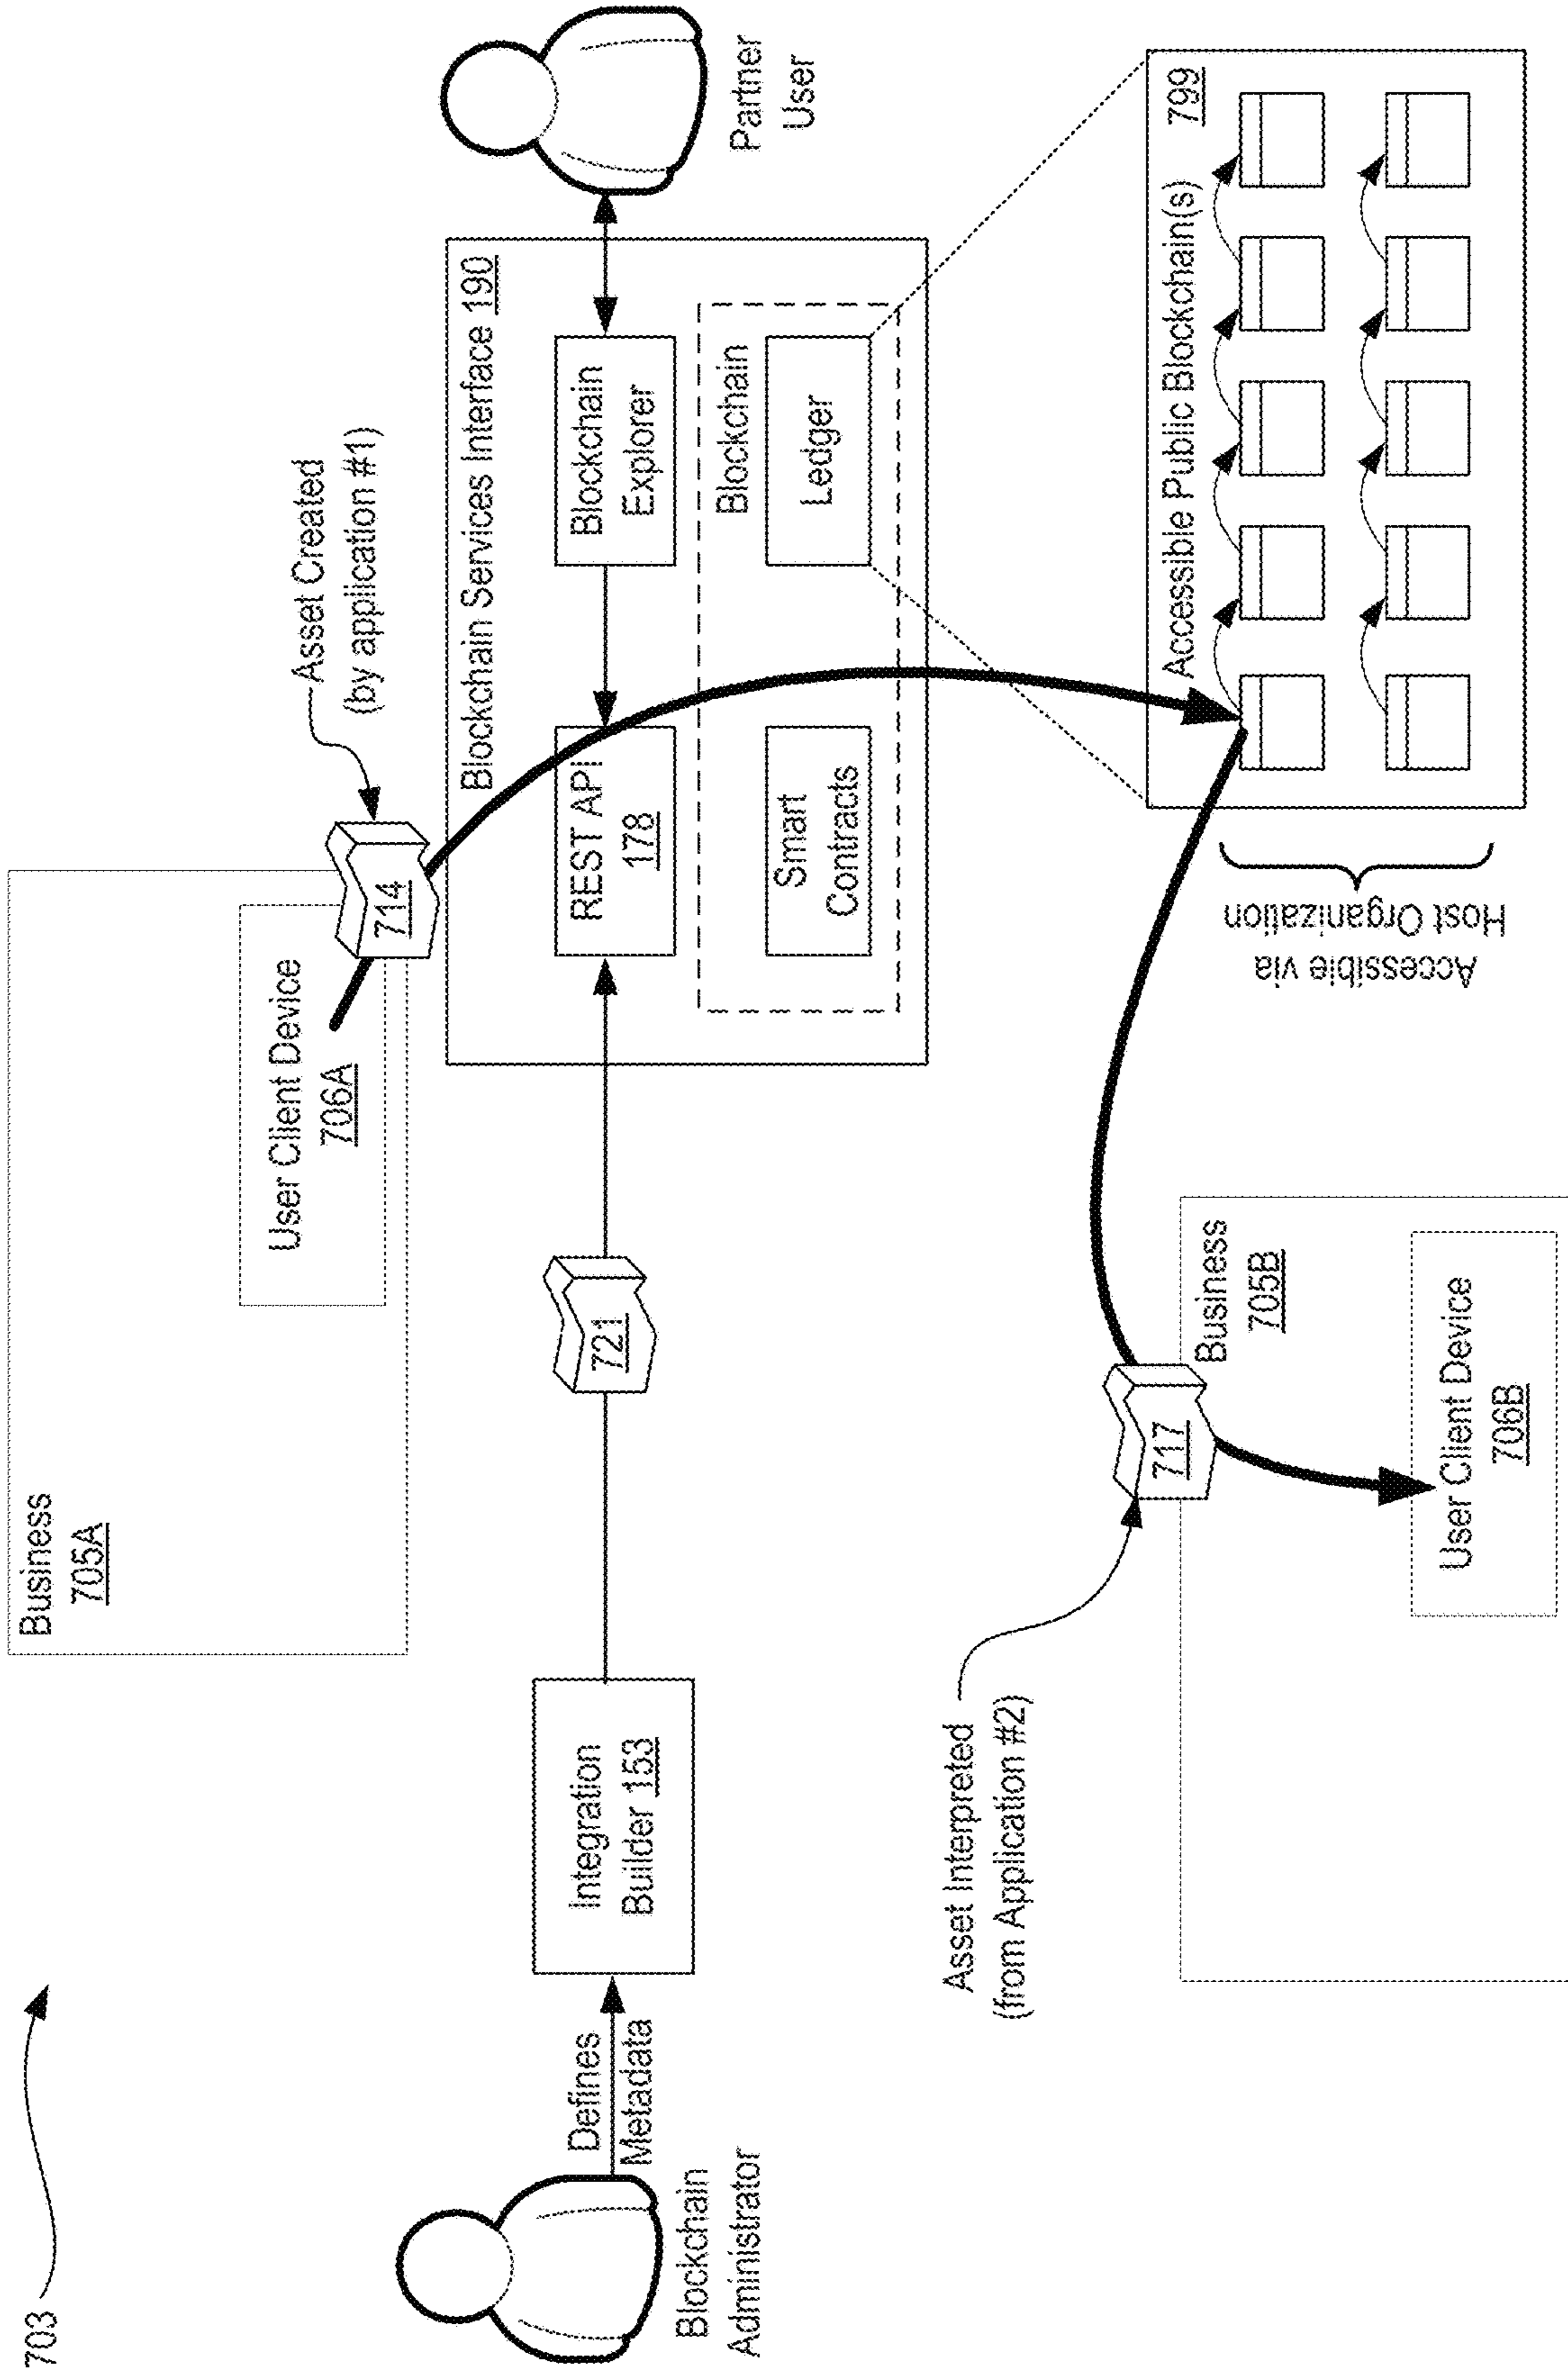 703
Business
705A
User Client Device
706A
714
Asset Created
(by application #1)
Blockchain
Administrator
Defines
Metadata
Integration
Builder 153
721
Blockchain Services Interface 190
REST API
178
Blockchain
Explorer
Blockchain
Smart
Contracts
Ledger
Partner
User
Asset Interpreted
(from Application #2)
717
Business
705B
User Client Device
706B
Accessible Public Blockchain(s) 799
Accessible via
Host Organization